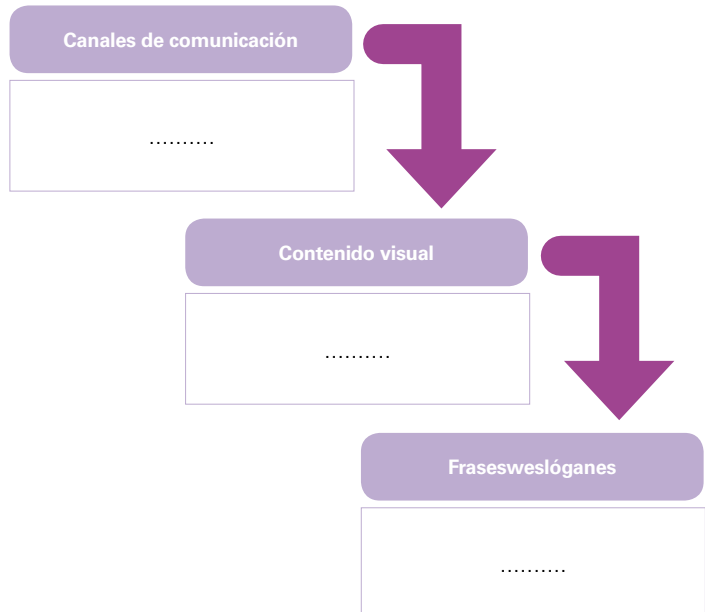 Canales de comunicación
..........
Contenido visual
..........
Frasesweslóganes
..........